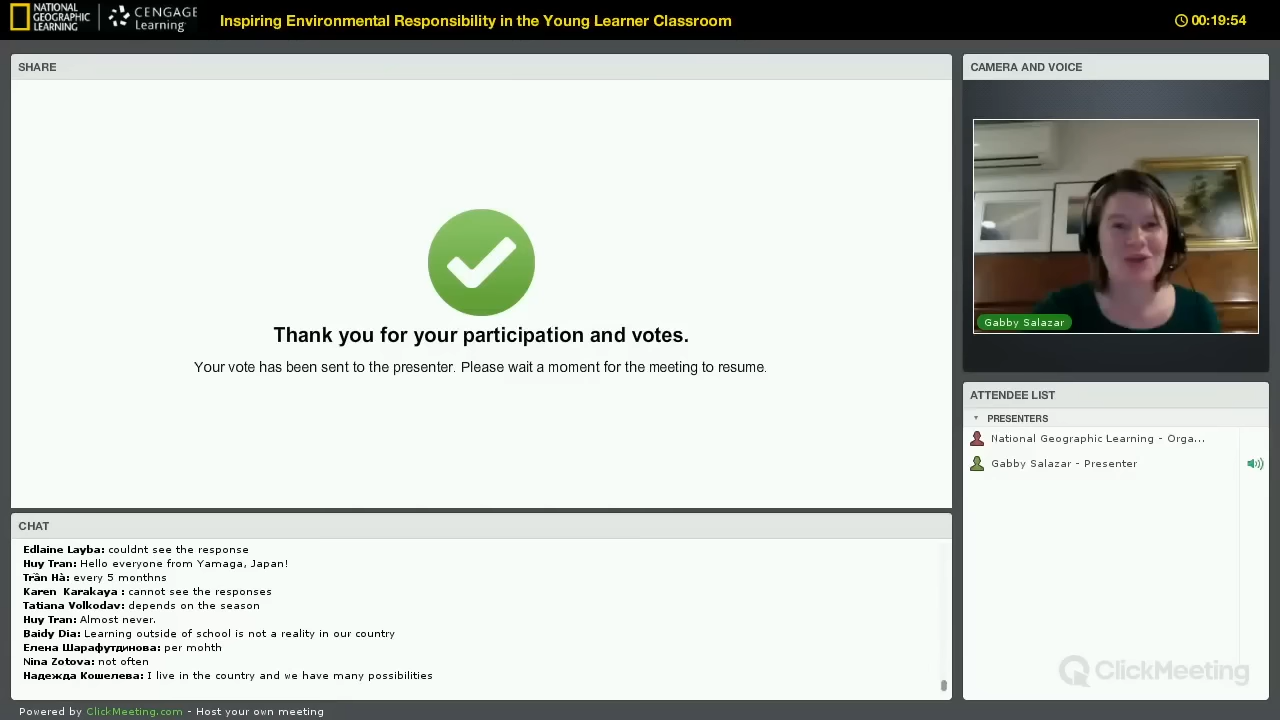 NATIONAL
GEOGRAPHIC
LEARNING
CENGAGE
Learning
Inspiring Environmental Responsibility in the Young Learner Classroom
00:19:54
SHARE
Thank you for your participation and votes.
Your vote has been sent to the presenter. Please wait a moment for the meeting to resume.
CAMERA AND VOICE
Gabby Salazar
ATTENDEE LIST
PRESENTERS
National Geographic Learning - Orga...
Gabby Salazar - Presenter
CHAT
Edlaine Layba: couldnt see the response
Huy Tran: Hello everyone from Yamaga, Japan!
Trần Hà: every 5 monthns
Karen Karakaya : cannot see the responses
Tatiana Volkodav: depends on the season
Huy Tran: Almost never.
Baidy Dia: Learning outside of school is not a reality in our country
Елена Шарафутдинова: per mohth
Nina Zotova: not often
Надежда Кошелева: I live in the country and we have many possibilities
ClickMeeting
Powered by ClickMeeting.com - Host your own meeting